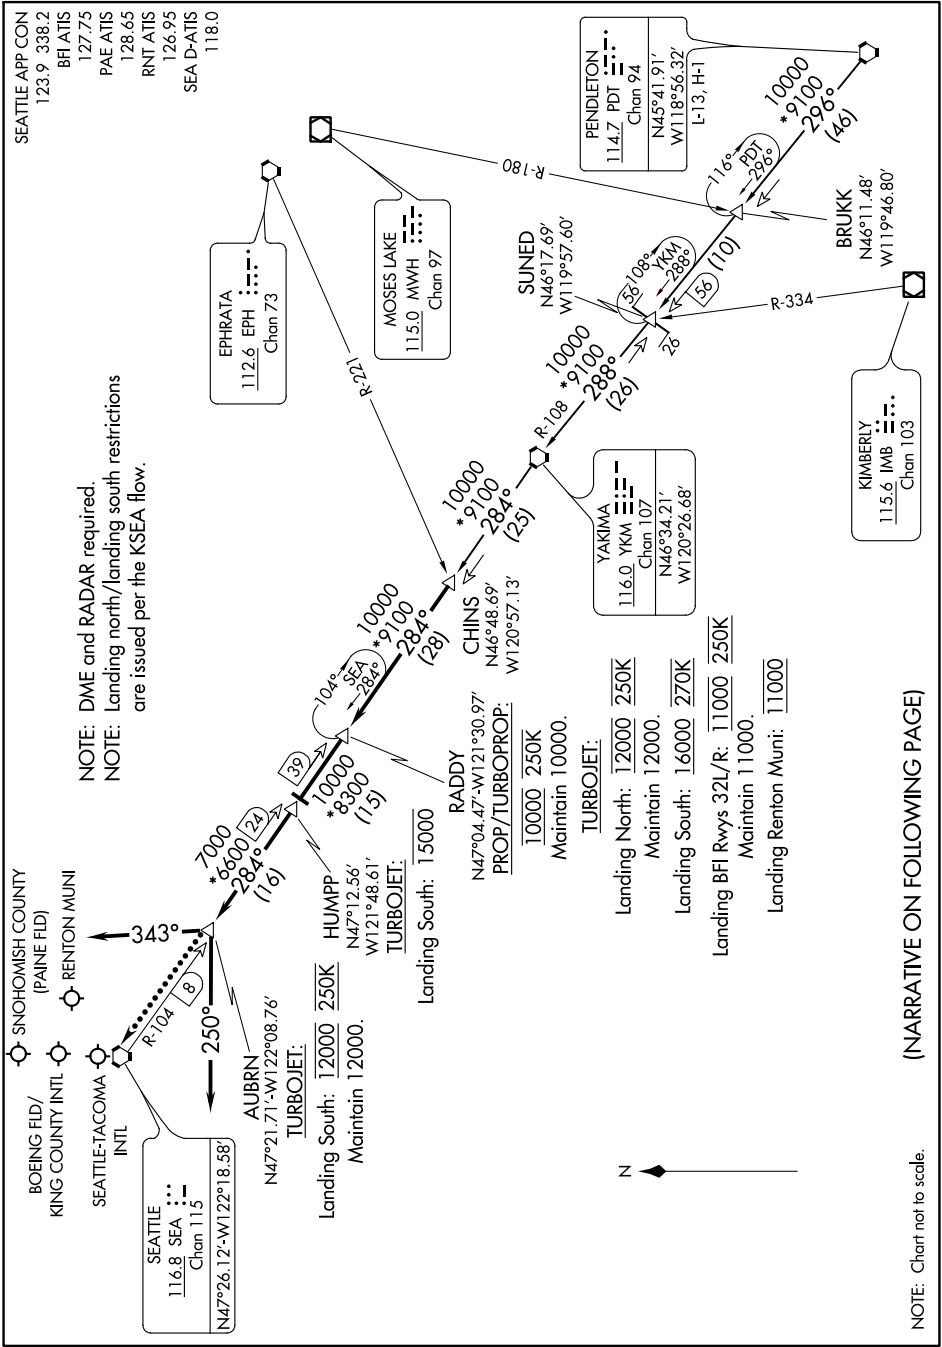 SEATTLE APP CON
123.9 338.2
BFI ATIS
127.75
PAE ATIS
128.65
RNT ATIS
126.95
SEA D-ATIS
118.0
NOTE: DME and RADAR required.
NOTE: Landing north/landing south restrictions
are issued per the KSEA flow.
SNOHOMISH COUNTY
(PAINE FLD)
RENTON MUNI
BOEING FLD/
KING COUNTY INTL
SEATTLE-TACOMA
INTL
SEATTLE
116.8 SEA
Chan 115
N47°26.12'-W122°18.58'
R-104
8
343°
250°
AUBRN
N47°21.71'-W122°08.76'
TURBOJET:
Landing South: 12000 250K
Maintain 12000.
7000
*6600
284°
(16)
24
HUMPP
N47°12.56'
W121°48.61'
TURBOJET:
Landing South: 15000
39
10000
*8300
(15)
104°
SEA
284°
RADDY
N47°04.47'-W121°30.97'
PROP/TURBOPROP:
10000 250K
Maintain 10000.
TURBOJET:
Landing North: 12000 250K
Maintain 12000.
Landing South: 16000 270K
Landing BFI Rwys 32L/R: 11000 250K
Maintain 11000.
Landing Renton Muni: 11000
10000
*9100
284°
(28)
CHINS
N46°48.69'
W120°57.13'
EPHRATA
112.6 EPH
Chan 73
R-221
MOSES LAKE
115.0 MWH
Chan 97
R-180
10000
*9100
284°
(25)
YAKIMA
116.0 YKM
Chan 107
N46°34.21'
W120°26.68'
R-108
10000
*9100
288°
(26)
SUNED
N46°17.69'
W119°57.60'
56
108°
YKM
288°
26
56
(10)
R-334
KIMBERLY
115.6 IMB
Chan 103
BRUKK
N46°11.48'
W119°46.80'
116°
PDT
296°
10000
*9100
296°
(46)
PENDLETON
114.7 PDT
Chan 94
N45°41.91'
W118°56.32'
L-13, H-1
N
(NARRATIVE ON FOLLOWING PAGE)
NOTE: Chart not to scale.